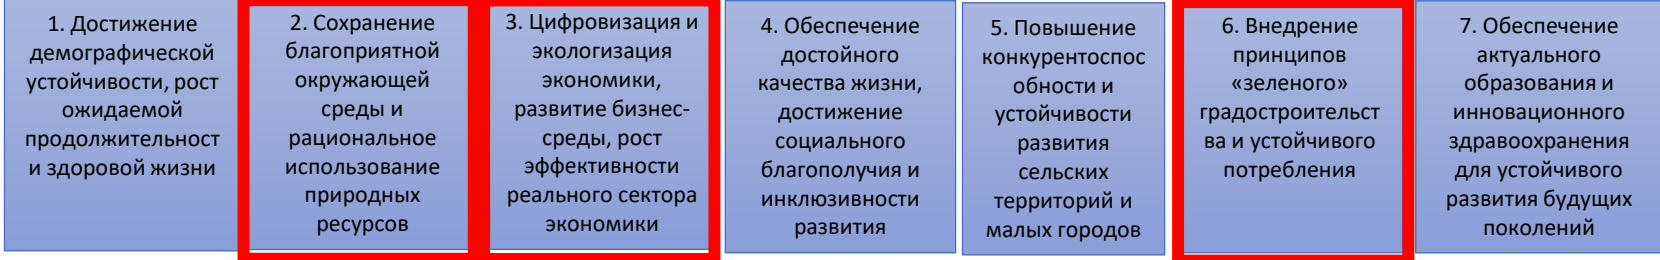 1. Достижение
демографической
устойчивости, рост
ожидаемой
продолжительност
и здоровой жизни
2. Сохранение
благоприятной
окружающей
среды и
рациональное
использование
природных
ресурсов
3. Цифровизация и
экологизация
экономики,
развитие бизнес-
среды, рост
эффективности
реального сектора
экономики
4. Обеспечение
достойного
качества жизни,
достижение
социального
благополучия и
инклюзивности
развития
5. Повышение
конкурентоспос
обности и
устойчивости
развития
сельских
территорий и
малых городов
6. Внедрение
принципов
«зеленого»
градостроительст
ва и устойчивого
потребления
7. Обеспечение
актуального
образования и
инновационного
здравоохранения
для устойчивого
развития будущих
поколений